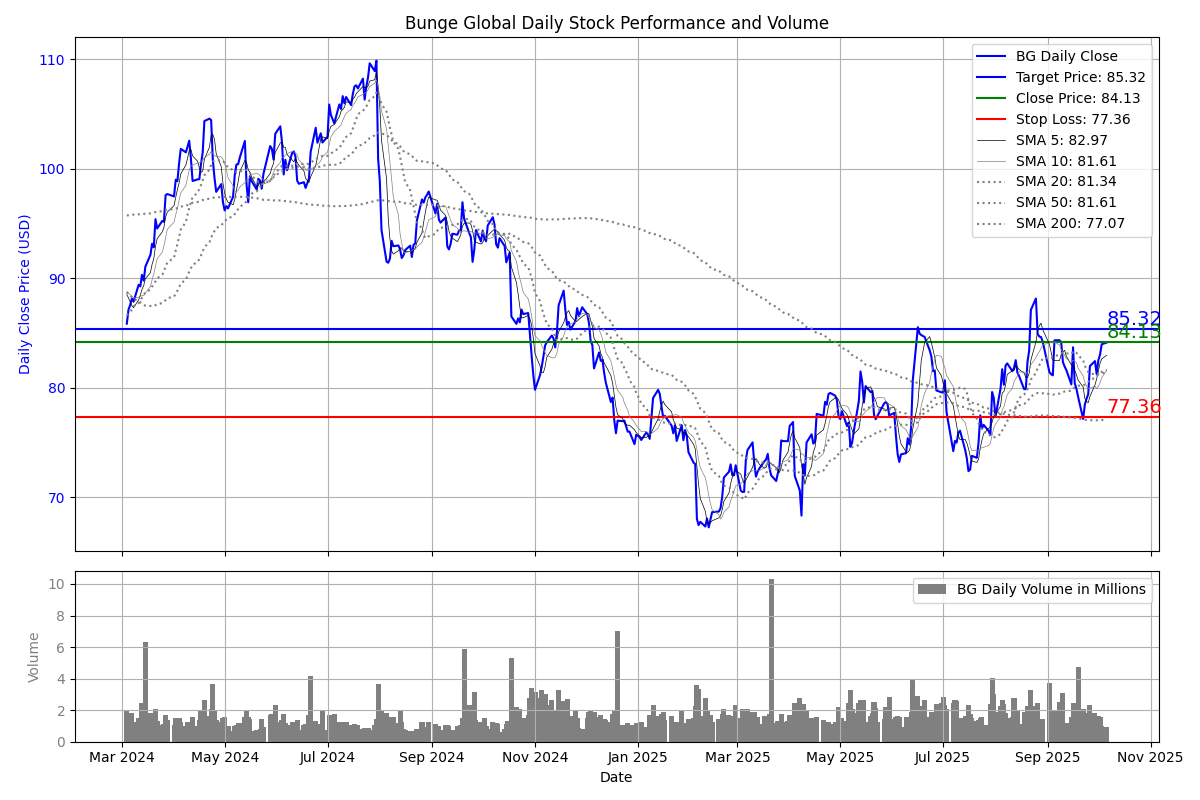 Bunge Global Daily Stock Performance and Volume
Daily Close Price (USD)
110
100
90
80
70
BG Daily Close
Target Price: 85.32
Close Price: 84.13
Stop Loss: 77.36
SMA 5: 82.97
SMA 10: 81.61
SMA 20: 81.34
SMA 50: 81.61
SMA 200: 77.07
85.32
84.13
77.36
Volume
10
8
6
4
2
0
BG Daily Volume in Millions
Mar 2024 May 2024 Jul 2024 Sep 2024 Nov 2024 Jan 2025 Mar 2025 May 2025 Jul 2025 Sep 2025 Nov 2025
Date